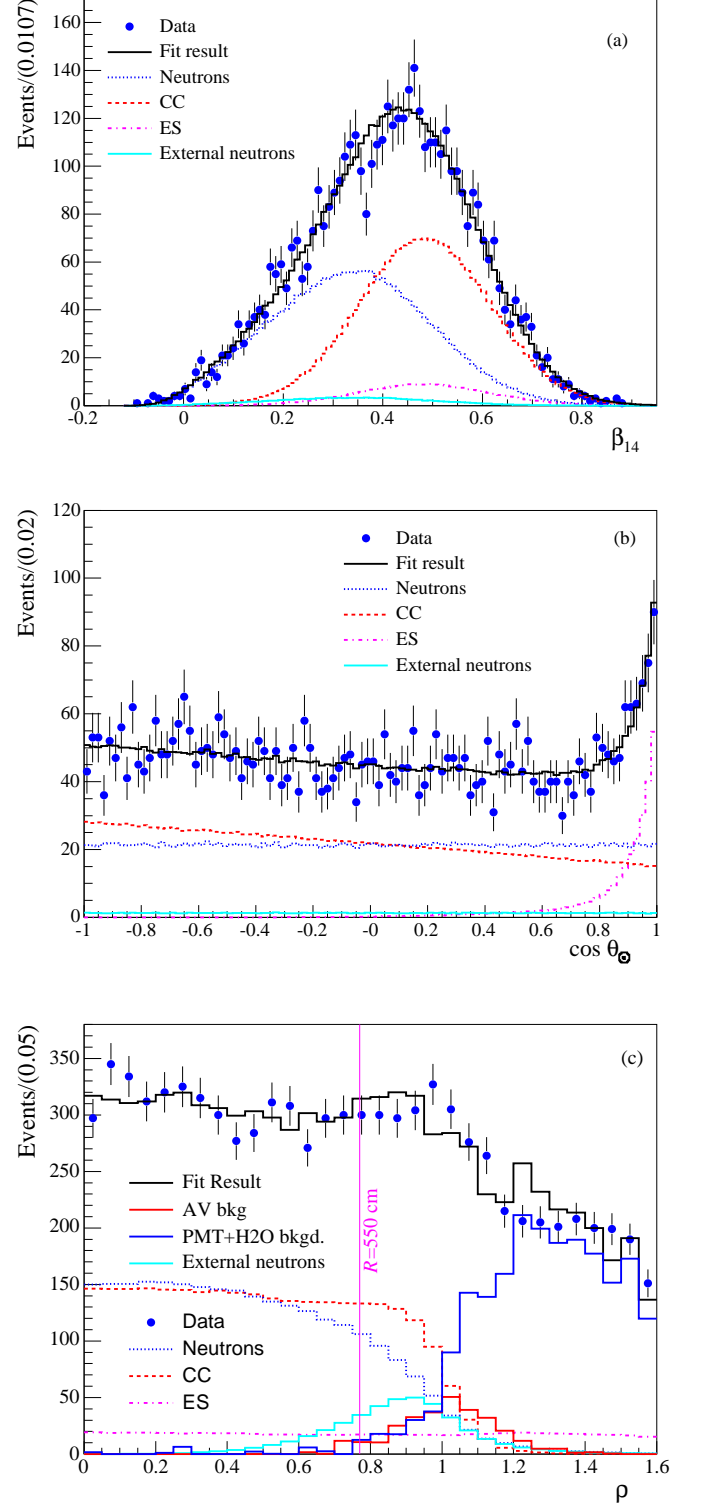 Events/(0.0107)
160
140
120
100
80
60
40
20
0
Data
Fit result
Neutrons
CC
ES
External neutrons
(a)
-0.2 0 0.2 0.4 0.6 0.8
β14
Events/(0.02)
120
100
80
60
40
20
0
Data
Fit result
Neutrons
CC
ES
External neutrons
(b)
-1 -0.8 -0.6 -0.4 -0.2 -0 0.2 0.4 0.6 0.8 1
cos θ☉
Events/(0.05)
350
300
250
200
150
100
50
0
(c)
Fit Result
AV bkg
PMT+H2O bkgd.
External neutrons
R=550 cm
Data
Neutrons
CC
ES
0 0.2 0.4 0.6 0.8 1 1.2 1.4 1.6
ρ